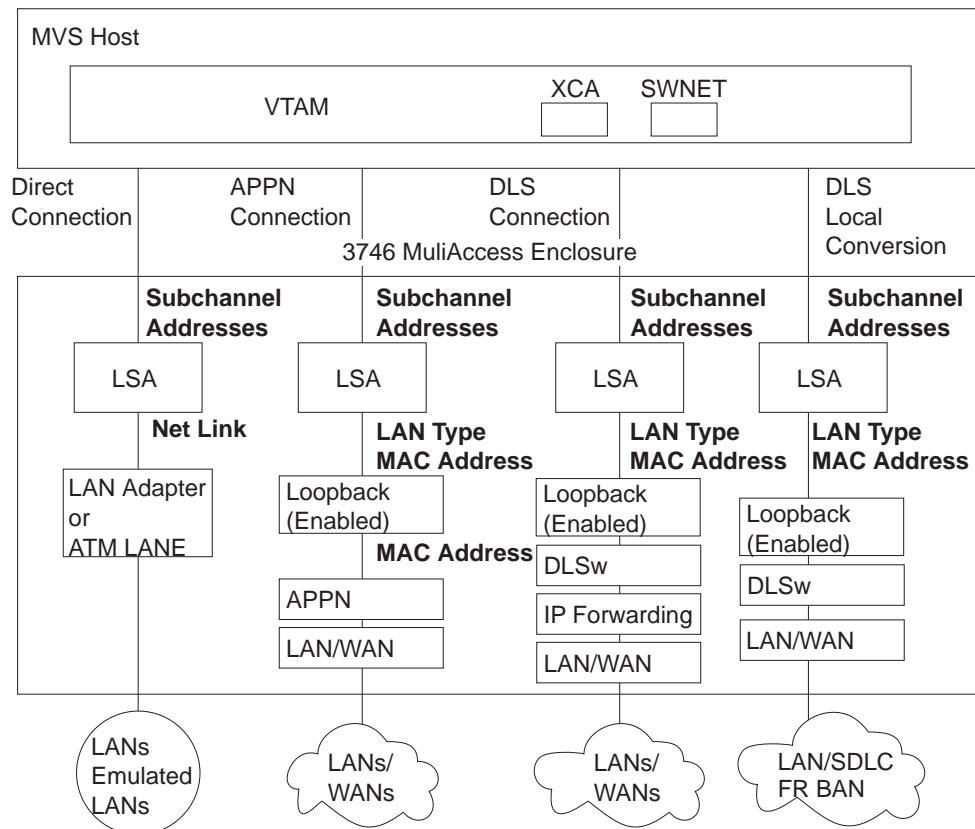 MVS Host
VTAM
XCA
SWNET
Direct
Connection
APPN
Connection
DLS
Connection
DLS
Local
Conversion
3746 MuliAccess Enclosure
Subchannel
Addresses
Subchannel
Addresses
Subchannel
Addresses
Subchannel
Addresses
LSA
LSA
LSA
LSA
Net Link
LAN Type
MAC Address
LAN Type
MAC Address
LAN Type
MAC Address
LAN Adapter
or
ATM LANE
Loopback
(Enabled)
MAC Address
APPN
LAN/WAN
Loopback
(Enabled)
DLSw
IP Forwarding
LAN/WAN
Loopback
(Enabled)
DLSw
LAN/WAN
LANs
Emulated
LANs
LANs/
WANs
LANs/
WANs
LAN/SDLC
FR BAN